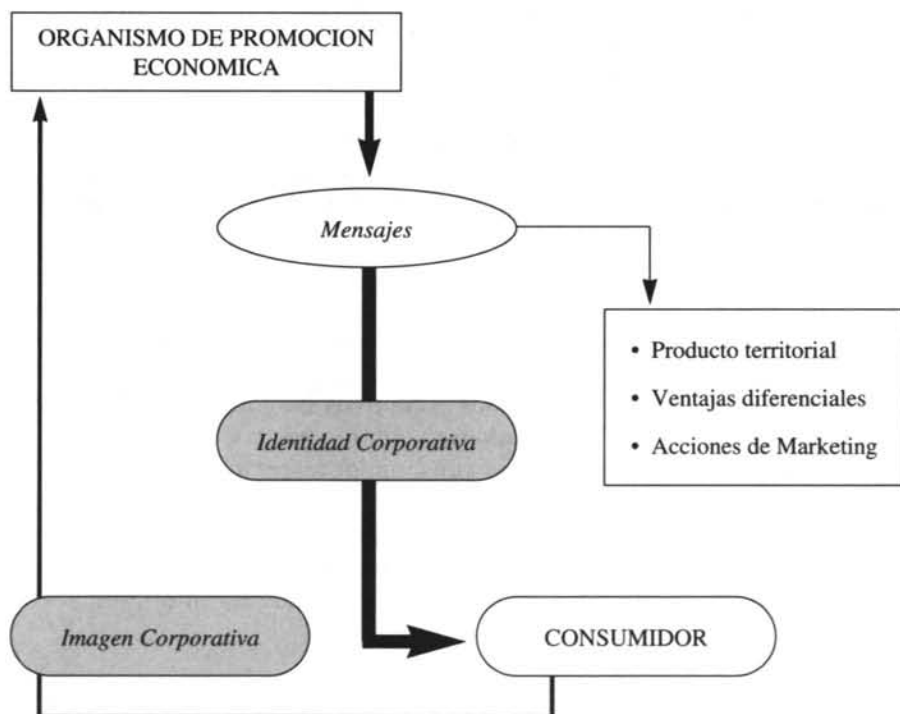 ORGANISMO DE PROMOCION
ECONOMICA
Mensajes
• Producto territorial
• Ventajas diferenciales
• Acciones de Marketing
Identidad Corporativa
Imagen Corporativa
CONSUMIDOR